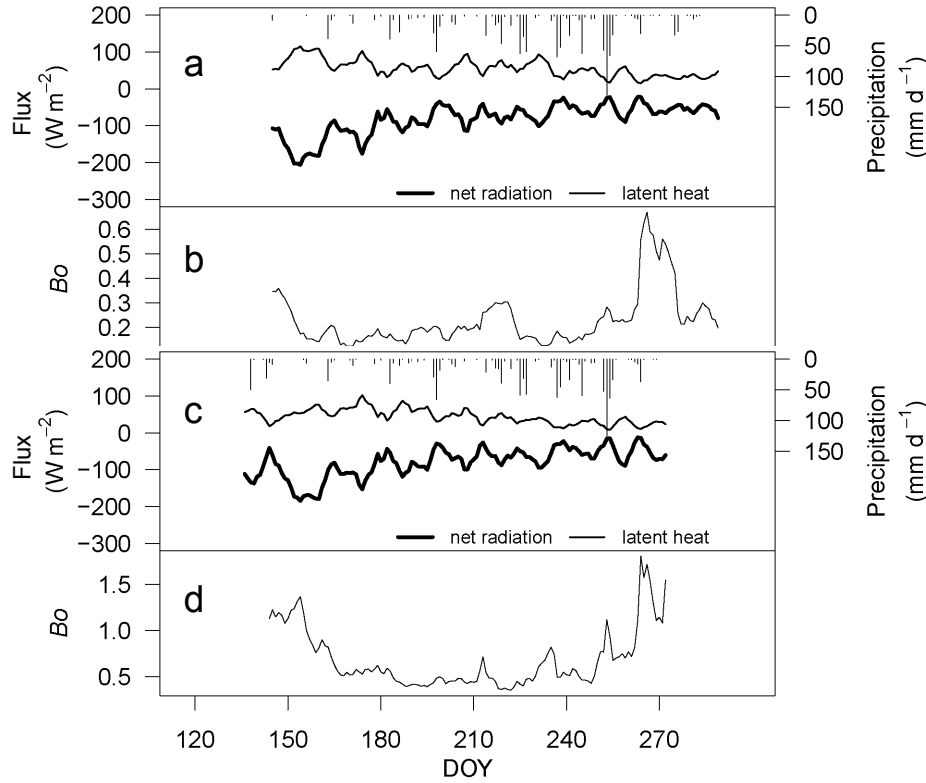 200
100
0
−100
−200
−300
Flux
(W m−2)
a
0
50
100
150
Precipitation
(mm d−1)
net radiation
latent heat
0.6
0.5
0.4
0.3
0.2
Bo
b
200
100
0
−100
−200
−300
Flux
(W m−2)
c
0
50
100
150
Precipitation
(mm d−1)
net radiation
latent heat
1.5
1.0
0.5
Bo
d
120 150 180 210 240 270
DOY